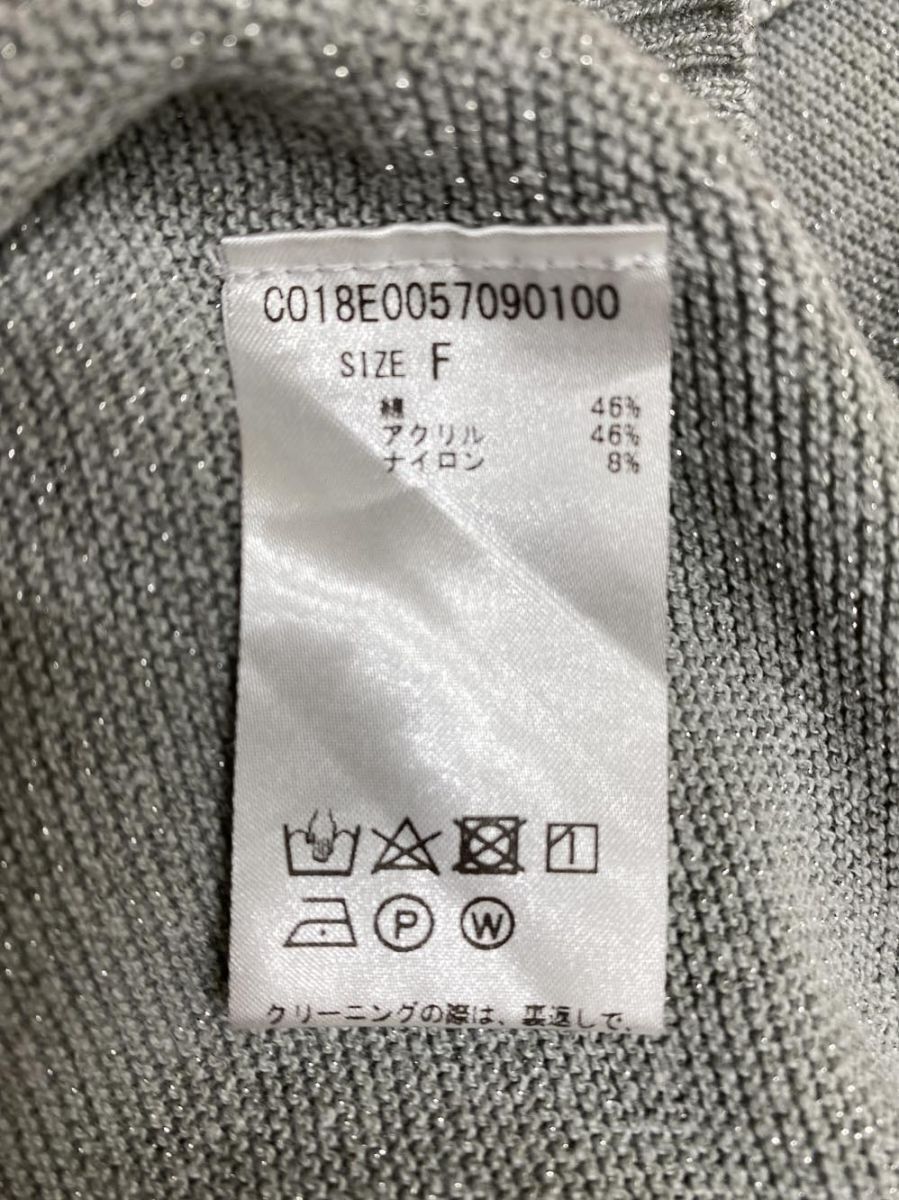 C018E0057090100
SIZE F
綿 46%
アクリル 46%
ナイロン 8%
P W
クリーニングの際は、裏返しで、